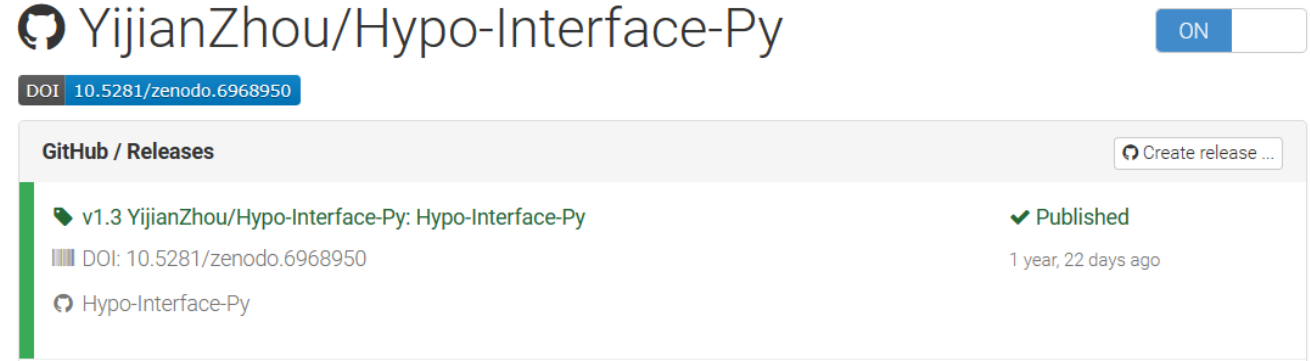 YijianZhou/Hypo-Interface-Py
ON
DOI 10.5281/zenodo.6968950
GitHub / Releases
Create release ...
v1.3 YijianZhou/Hypo-Interface-Py: Hypo-Interface-Py
Published
DOI: 10.5281/zenodo.6968950
1 year, 22 days ago
Hypo-Interface-Py